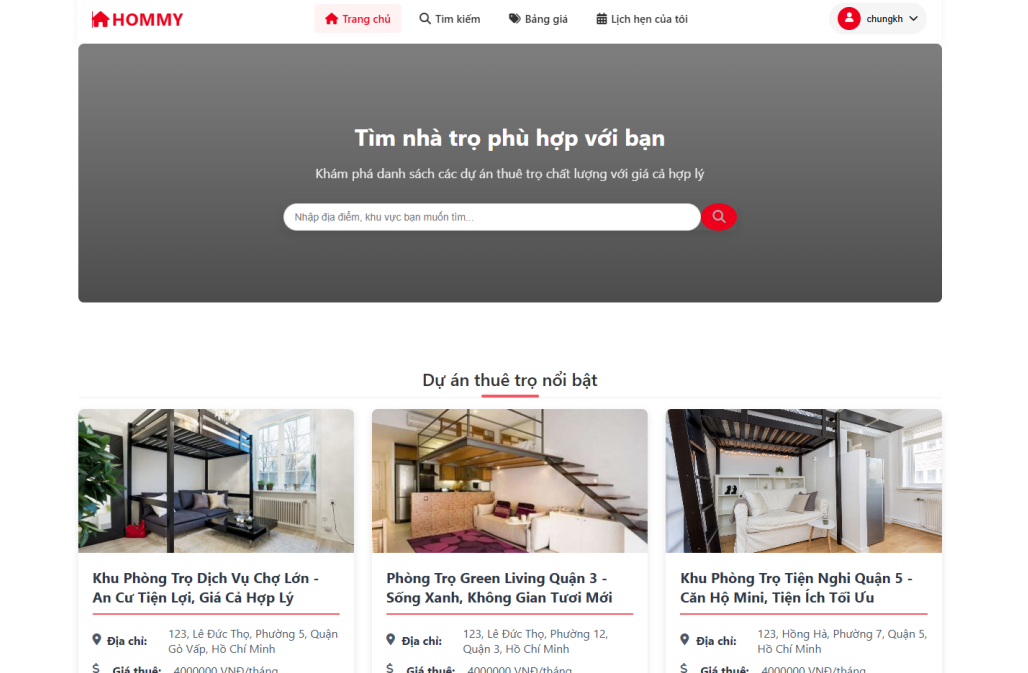 HOMMY
Trang chủ
Tìm kiếm
Bảng giá
Lịch hẹn của tôi
chungkh
Tìm nhà trọ phù hợp với bạn
Khám phá danh sách các dự án thuê trọ chất lượng với giá cả hợp lý
Nhập địa điểm, khu vực bạn muốn tìm...
Dự án thuê trọ nổi bật
Khu Phòng Trọ Dịch Vụ Chợ Lớn -
An Cư Tiện Lợi, Giá Cả Hợp Lý
Địa chỉ:
123, Lê Đức Thọ, Phường 5, Quận
Gò Vấp, Hồ Chí Minh
Giá thuê:
4000000 VNĐ/tháng
Phòng Trọ Green Living Quận 3 -
Sống Xanh, Không Gian Tươi Mới
Địa chỉ:
123, Lê Đức Thọ, Phường 12,
Quận 3, Hồ Chí Minh
Giá thuê:
4000000 VNĐ/tháng
Khu Phòng Trọ Tiện Nghi Quận 5 -
Căn Hộ Mini, Tiện Ích Tối Ưu
Địa chỉ:
123, Hồng Hà, Phường 7, Quận 5,
Hồ Chí Minh
Giá thuê:
4000000 VNĐ/tháng